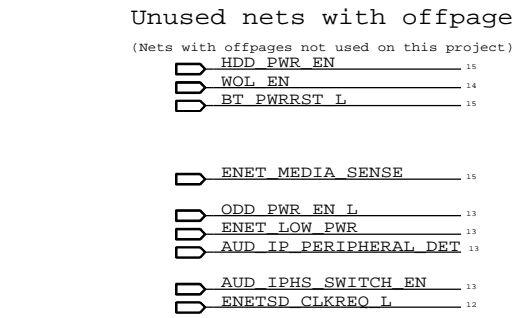 Unused nets with offpage
(Nets with offpages not used on this project)
HDD_PWR_EN 15
WOL_EN 14
BT_PWRRST_L 15
ENET_MEDIA_SENSE 15
ODD_PWR_EN_L 13
ENET_LOW_PWR 13
AUD_IP_PERIPHERAL_DET 13
AUD_IPHS_SWITCH_EN 13
ENETSD_CLKREQ_L 12